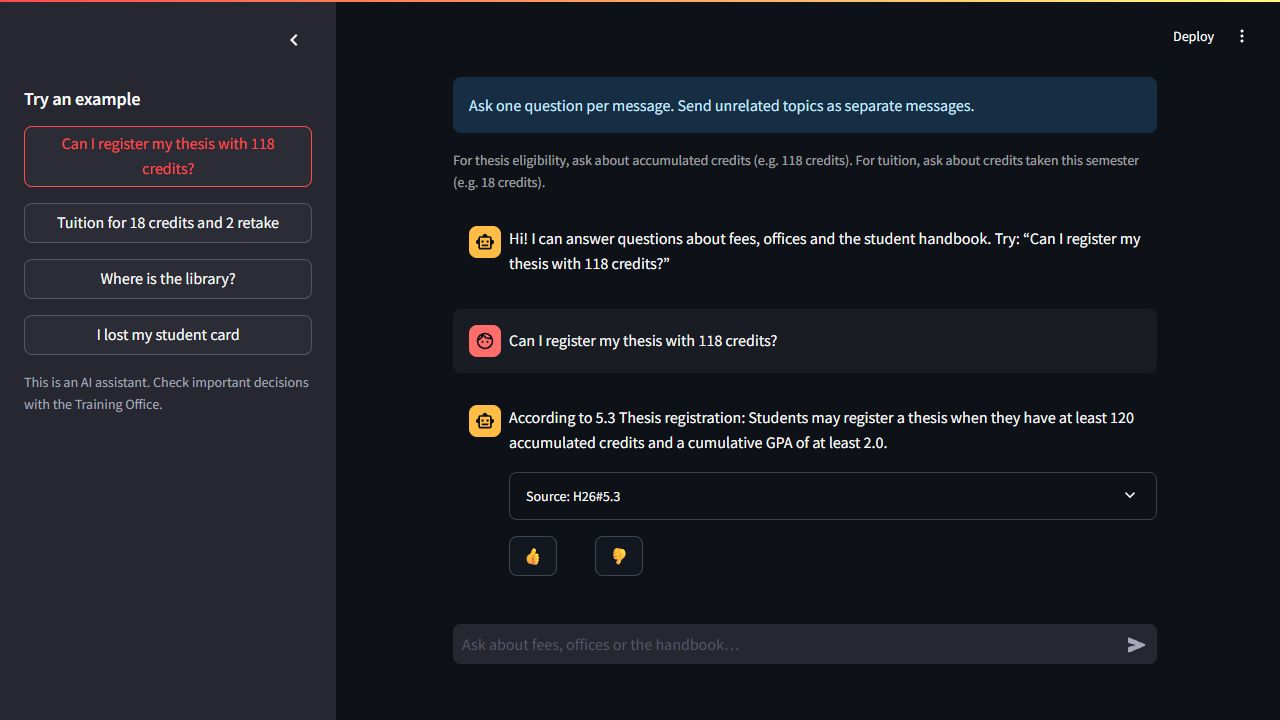 Deploy
Try an example
Can I register my thesis with 118
credits?
Tuition for 18 credits and 2 retake
Where is the library?
I lost my student card
This is an AI assistant. Check important decisions
with the Training Office.
Ask one question per message. Send unrelated topics as separate messages.
For thesis eligibility, ask about accumulated credits (e.g. 118 credits). For tuition, ask about credits taken this semester
(e.g. 18 credits).
Hi! I can answer questions about fees, offices and the student handbook. Try: “Can I register my
thesis with 118 credits?”
Can I register my thesis with 118 credits?
According to 5.3 Thesis registration: Students may register a thesis when they have at least 120
accumulated credits and a cumulative GPA of at least 2.0.
Source: H26#5.3
Ask about fees, offices or the handbook…